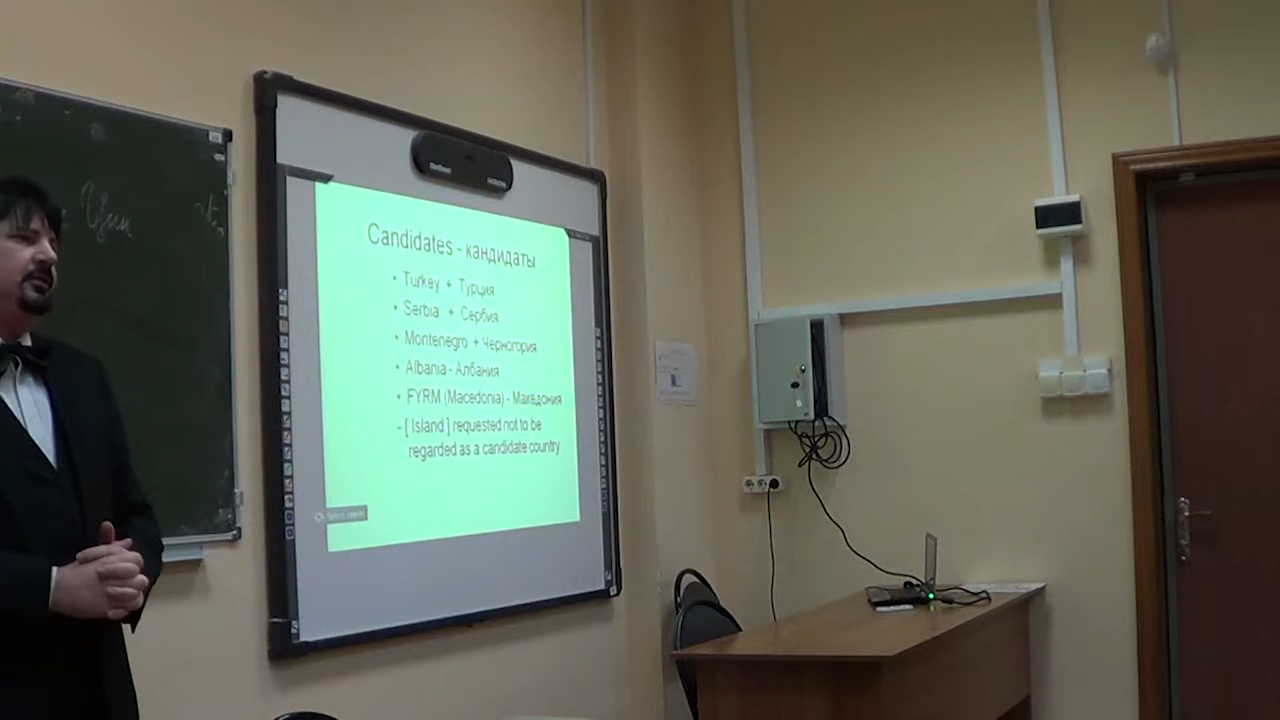 Candidates - кандидаты
• Turkey + Турция
• Serbia + Сербия
• Montenegro + Черногория
• Albania - Албания
• FYRM (Macedonia) - Македония
- [ Island ] requested not to be
regarded as a candidate country